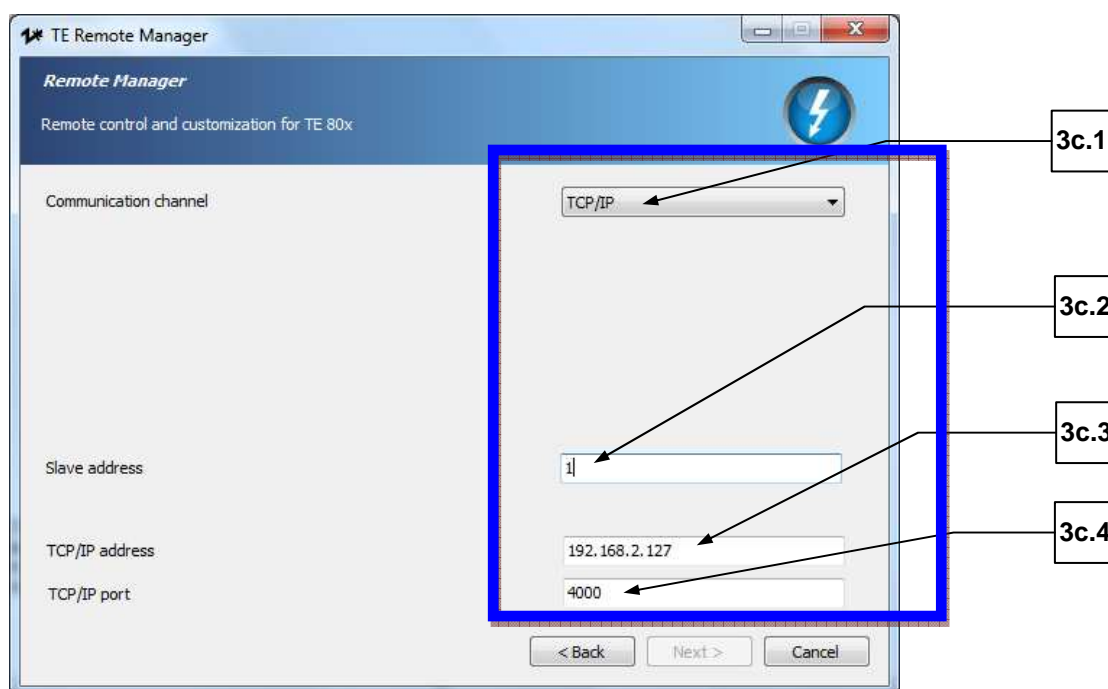 TE Remote Manager
Remote Manager
Remote control and customization for TE 80x
3c.1
Communication channel
TCP/IP
3c.2
3c.3
Slave address
1
3c.4
TCP/IP address
192.168.2.127
TCP/IP port
4000
< Back
Next >
Cancel